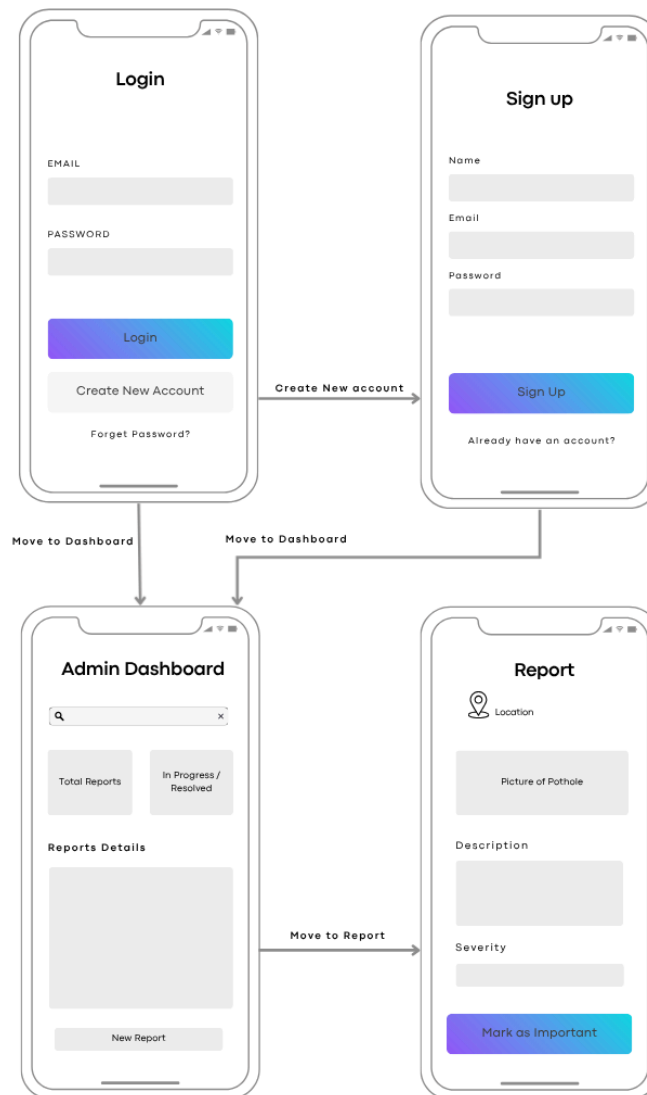 Login
EMAIL
PASSWORD
Login
Create New Account
Forget Password?
Create New account
Sign up
Name
Email
Password
Sign Up
Already have an account?
Move to Dashboard
Move to Dashboard
Admin Dashboard
Total Reports
In Progress /
Resolved
Reports Details
New Report
Move to Report
Report
Location
Picture of Pothole
Description
Severity
Mark as Important